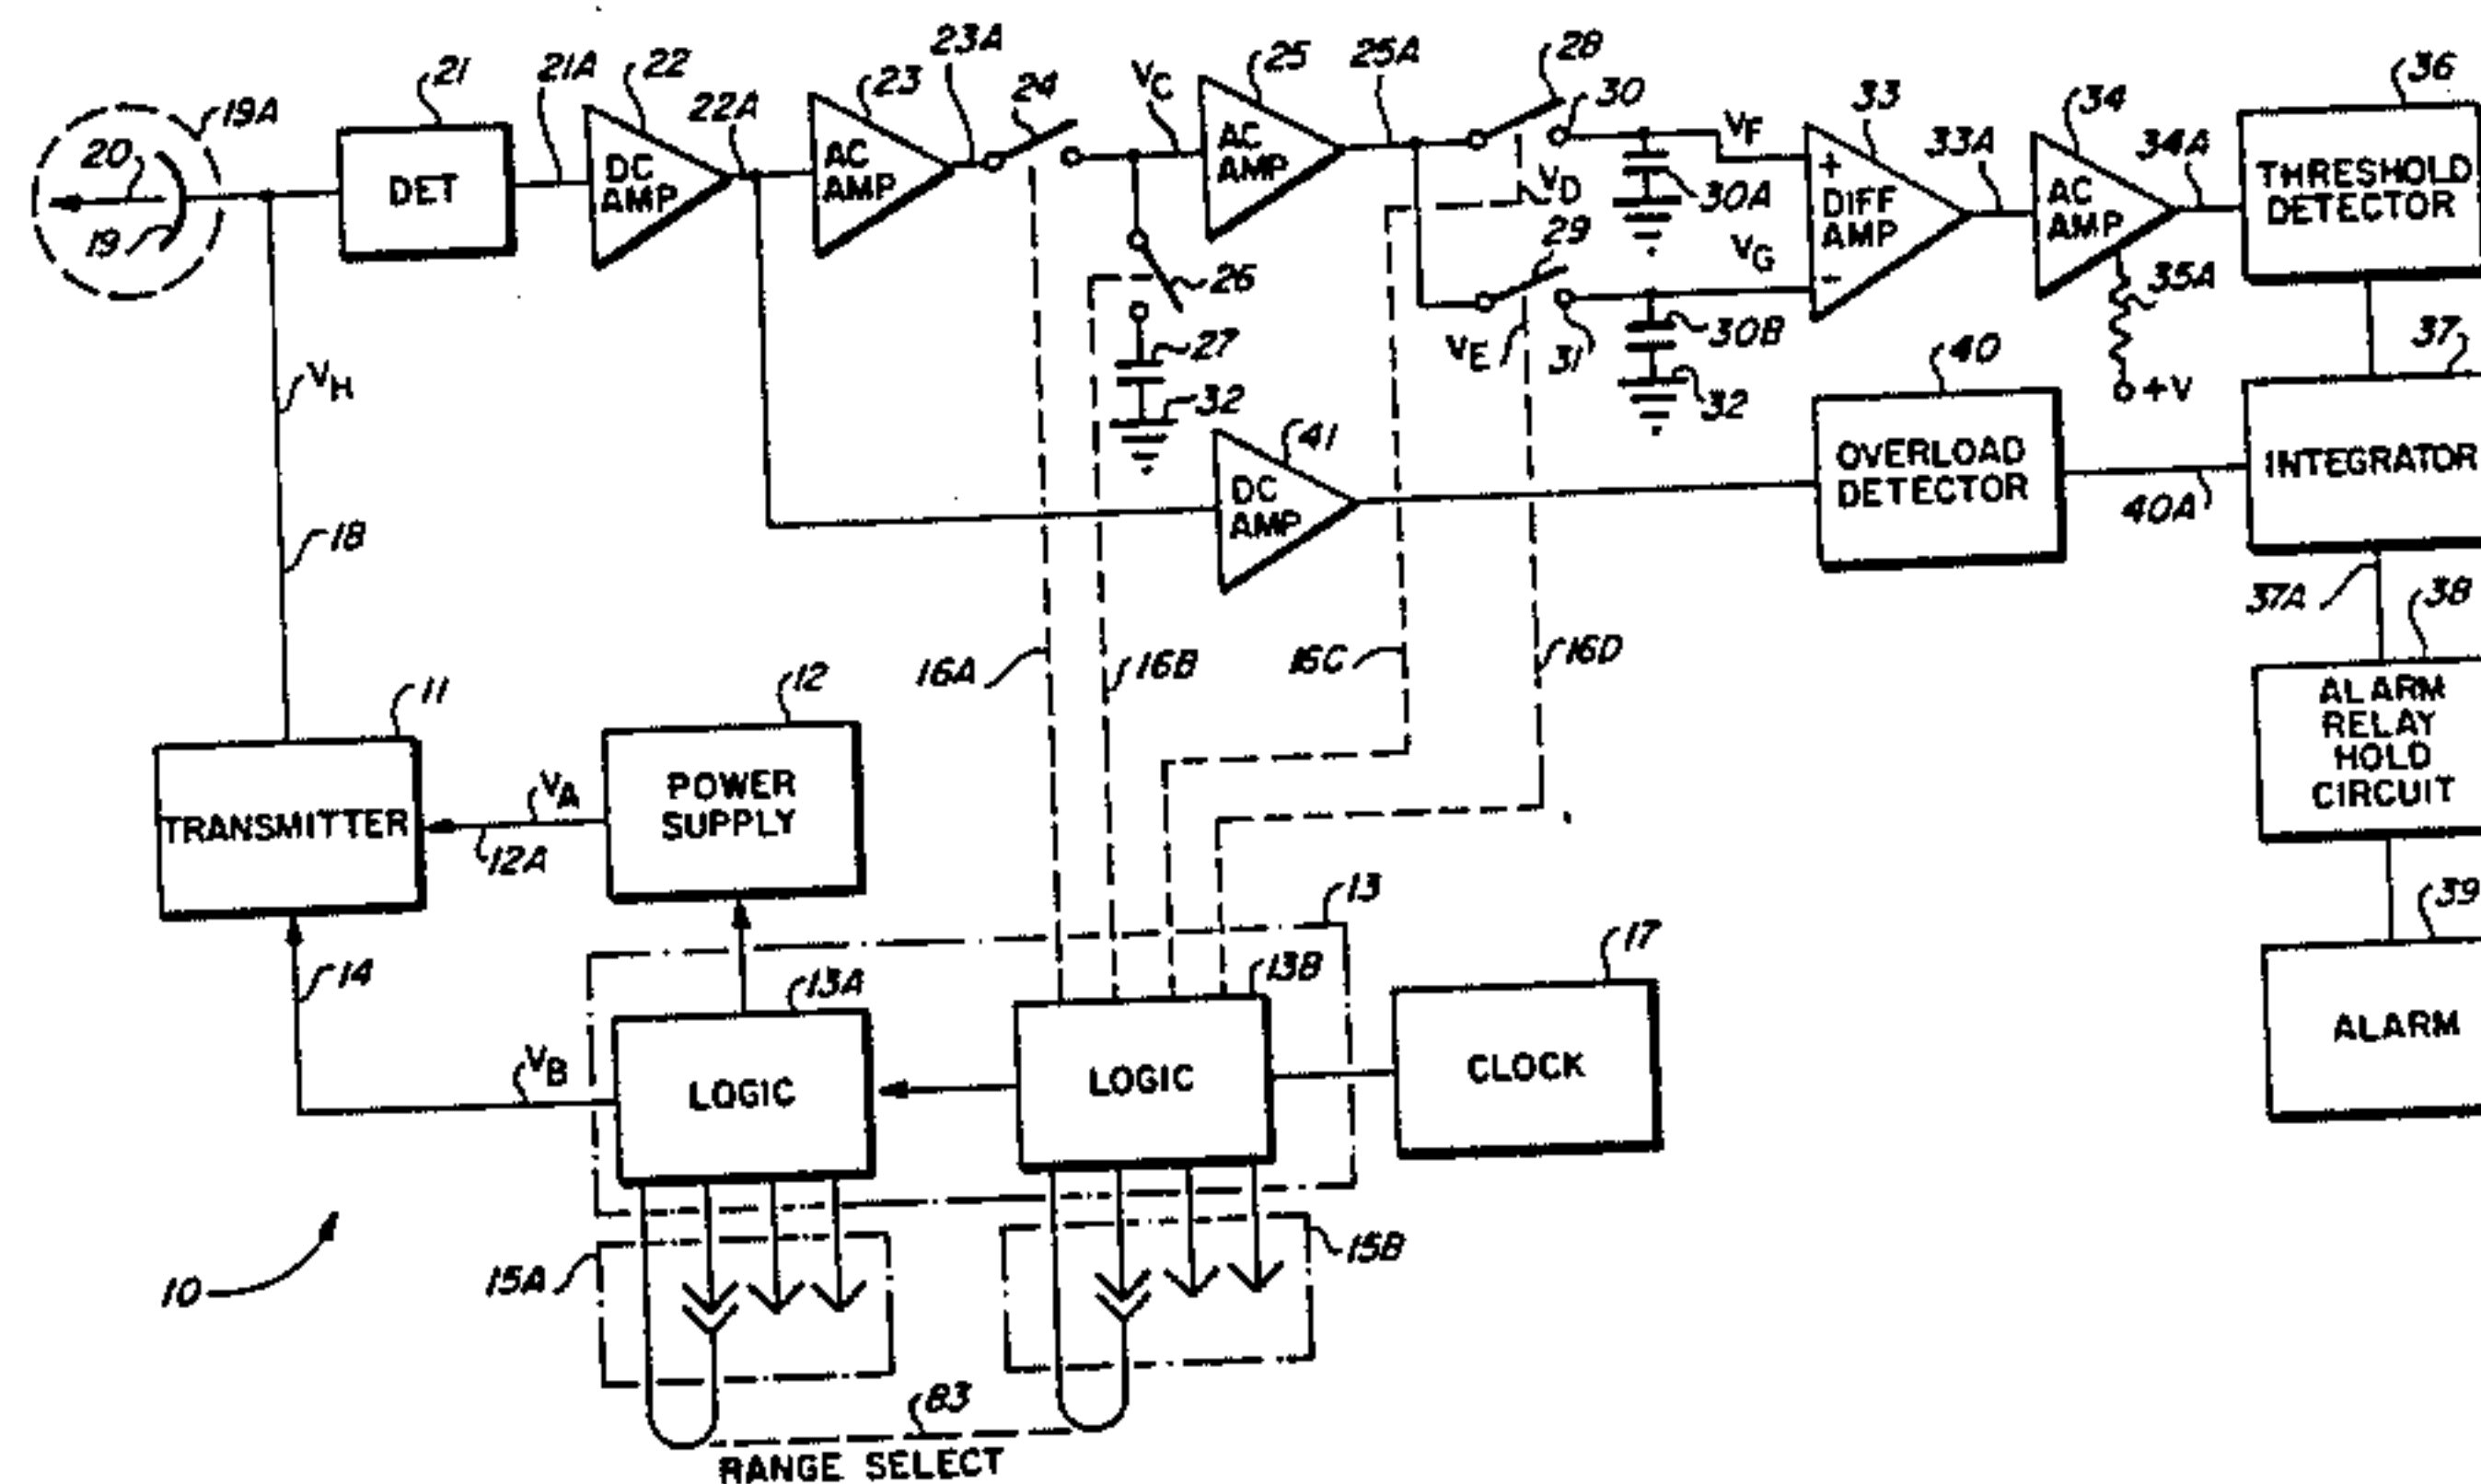 19A
20
19
21
DET
21A
22
DC
AMP
22A
23
AC
AMP
23A
24
VC
25
AC
AMP
25A
28
30
VD
VF
30A
29
VG
VE
31
30B
32
26
27
32
33
+
DIFF
AMP
-
33A
34
AC
AMP
34A
35A
+V
36
THRESHOLD
DETECTOR
37
INTEGRATOR
40
OVERLOAD
DETECTOR
40A
41
DC
AMP
37A
38
ALARM
RELAY
HOLD
CIRCUIT
39
ALARM
VH
18
11
TRANSMITTER
VA
12A
12
POWER
SUPPLY
16A
16B
16C
16D
13
14
VB
13A
LOGIC
13B
LOGIC
17
CLOCK
10
15A
15B
83
RANGE SELECT